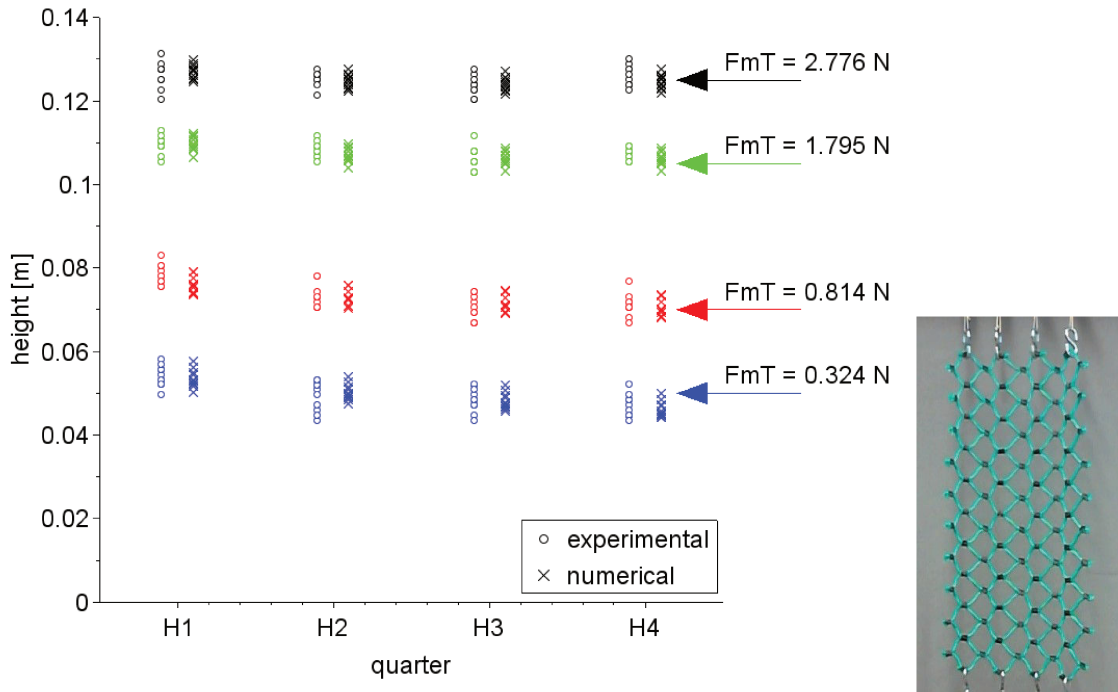 0.14
0.12
0.1
0.08
0.06
0.04
0.02
0
height [m]
H1
H2
H3
H4
quarter
FmT = 2.776 N
FmT = 1.795 N
FmT = 0.814 N
FmT = 0.324 N
experimental
numerical